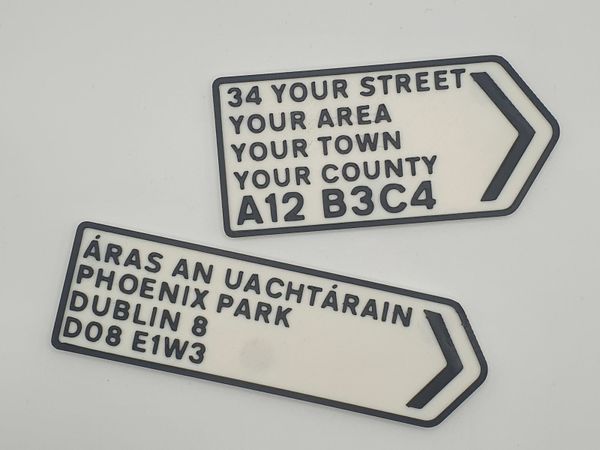 34 YOUR STREET
YOUR AREA
YOUR TOWN
YOUR COUNTY
A12 B3C4
ÁRAS AN UACHTÁRAIN
PHOENIX PARK
DUBLIN 8
D08 E1W3